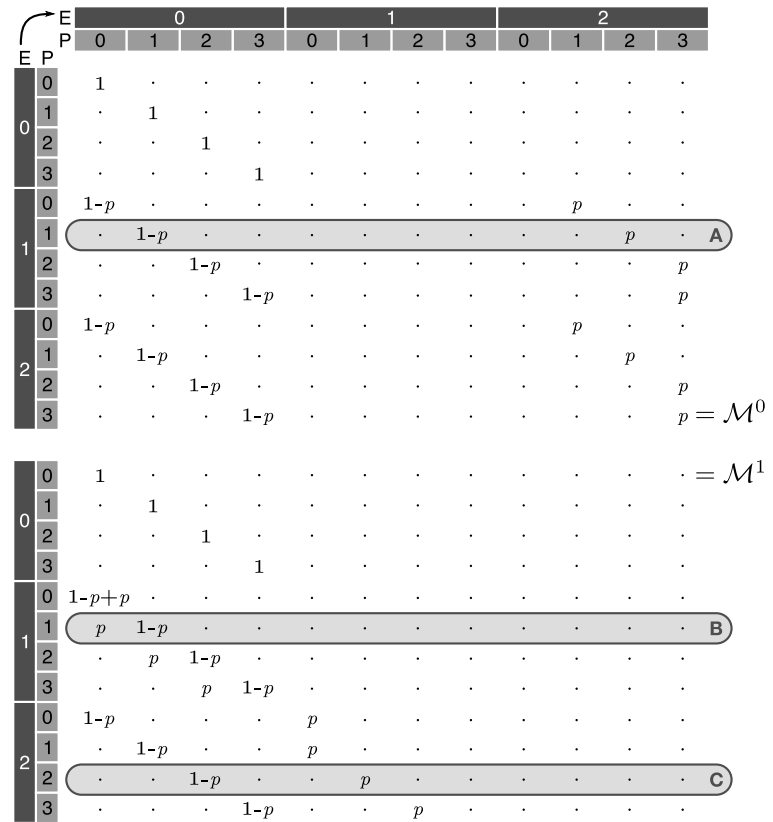 E 0 1 2
P 0 1 2 3 0 1 2 3 0 1 2 3
E P
0 0 1 · · · · · · · · · · ·
1 · 1 · · · · · · · · · ·
2 · · 1 · · · · · · · · ·
3 · · · 1 · · · · · · · ·
1 0 1-p · · · · · · · · p · ·
1 · 1-p · · · · · · · · p · A
2 · · 1-p · · · · · · · · p
3 · · · 1-p · · · · · · · p
2 0 1-p · · · · · · · · p · ·
1 · 1-p · · · · · · · · p ·
2 · · 1-p · · · · · · · · p
3 · · · 1-p · · · · · · · p = ℳ⁰
0 0 1 · · · · · · · · · · · = ℳ¹
1 · 1 · · · · · · · · · ·
2 · · 1 · · · · · · · · ·
3 · · · 1 · · · · · · · ·
1 0 1-p+p · · · · · · · · · · ·
1 p 1-p · · · · · · · · · · B
2 · p 1-p · · · · · · · · ·
3 · · p 1-p · · · · · · · ·
2 0 1-p · · · p · · · · · · ·
1 · 1-p · · p · · · · · · ·
2 · · 1-p · · p · · · · · · C
3 · · · 1-p · · p · · · · ·